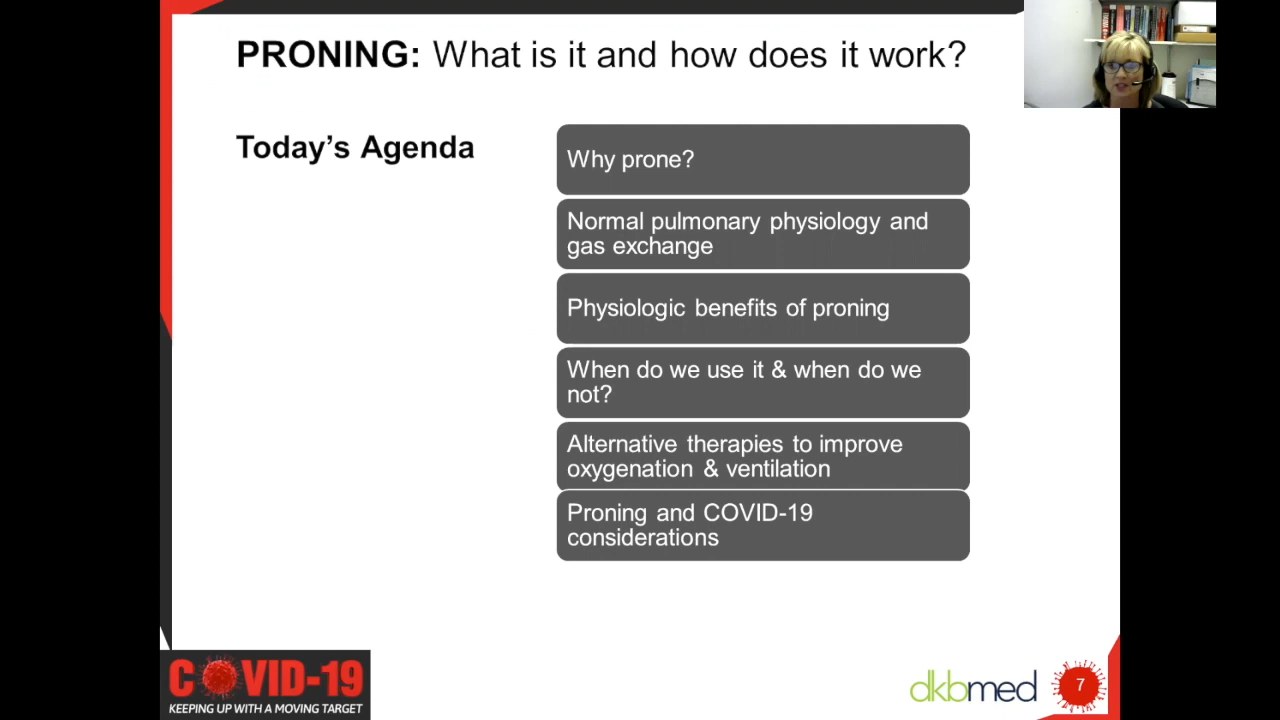 PRONING: What is it and how does it work?
Today's Agenda
Why prone?
Normal pulmonary physiology and
gas exchange
Physiologic benefits of proning
When do we use it & when do we
not?
Alternative therapies to improve
oxygenation & ventilation
Proning and COVID-19
considerations
COVID-19
KEEPING UP WITH A MOVING TARGET
dkbmed
7